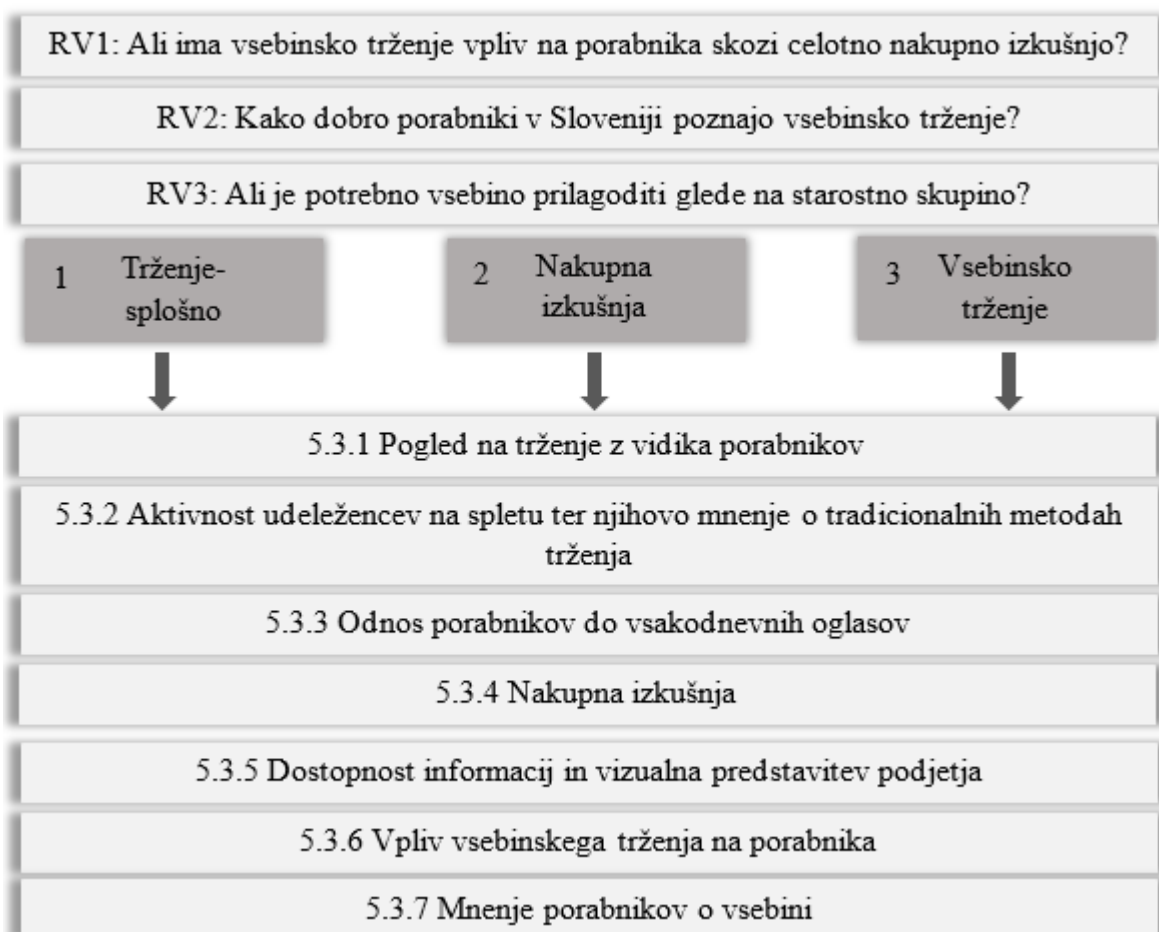 RV1: Ali ima vsebinsko trženje vpliv na porabnika skozi celotno nakupno izkušnjo?
RV2: Kako dobro porabniki v Sloveniji poznajo vsebinsko trženje?
RV3: Ali je potrebno vsebino prilagoditi glede na starostno skupino?
1 Trženje-
splošno
2 Nakupna
izkušnja
3 Vsebinsko
trženje
5.3.1 Pogled na trženje z vidika porabnikov
5.3.2 Aktivnost udeležencev na spletu ter njihovo mnenje o tradicionalnih metodah
trženja
5.3.3 Odnos porabnikov do vsakodnevnih oglasov
5.3.4 Nakupna izkušnja
5.3.5 Dostopnost informacij in vizualna predstavitev podjetja
5.3.6 Vpliv vsebinskega trženja na porabnika
5.3.7 Mnenje porabnikov o vsebini